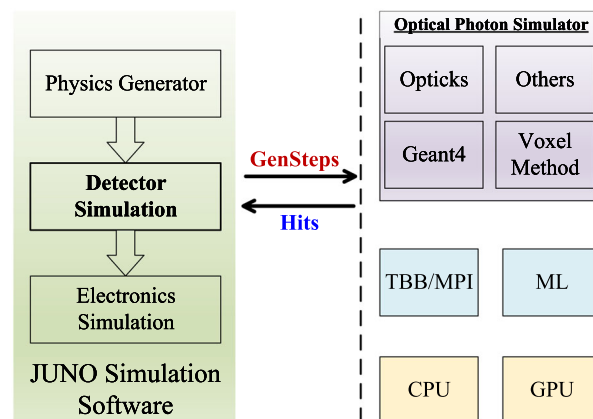 Physics Generator
Detector
Simulation
Electronics
Simulation
JUNO Simulation
Software
GenSteps
Hits
Optical Photon Simulator
Opticks
Others
Geant4
Voxel
Method
TBB/MPI
ML
CPU
GPU